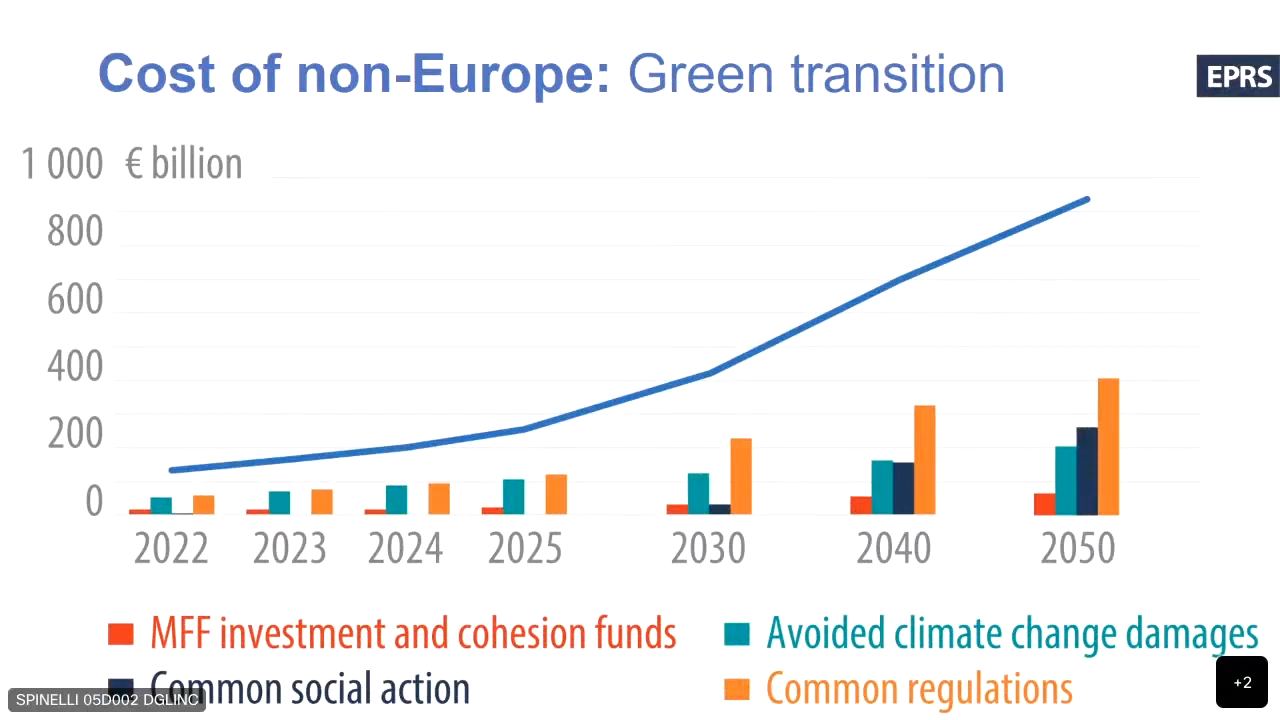 Cost of non-Europe: Green transition
EPRS
1 000 € billion
800
600
400
200
0
2022 2023 2024 2025 2030 2040 2050
MFF investment and cohesion funds
Avoided climate change damages
Common social action
Common regulations
SPINELLI 05D002 DGLINC
+2